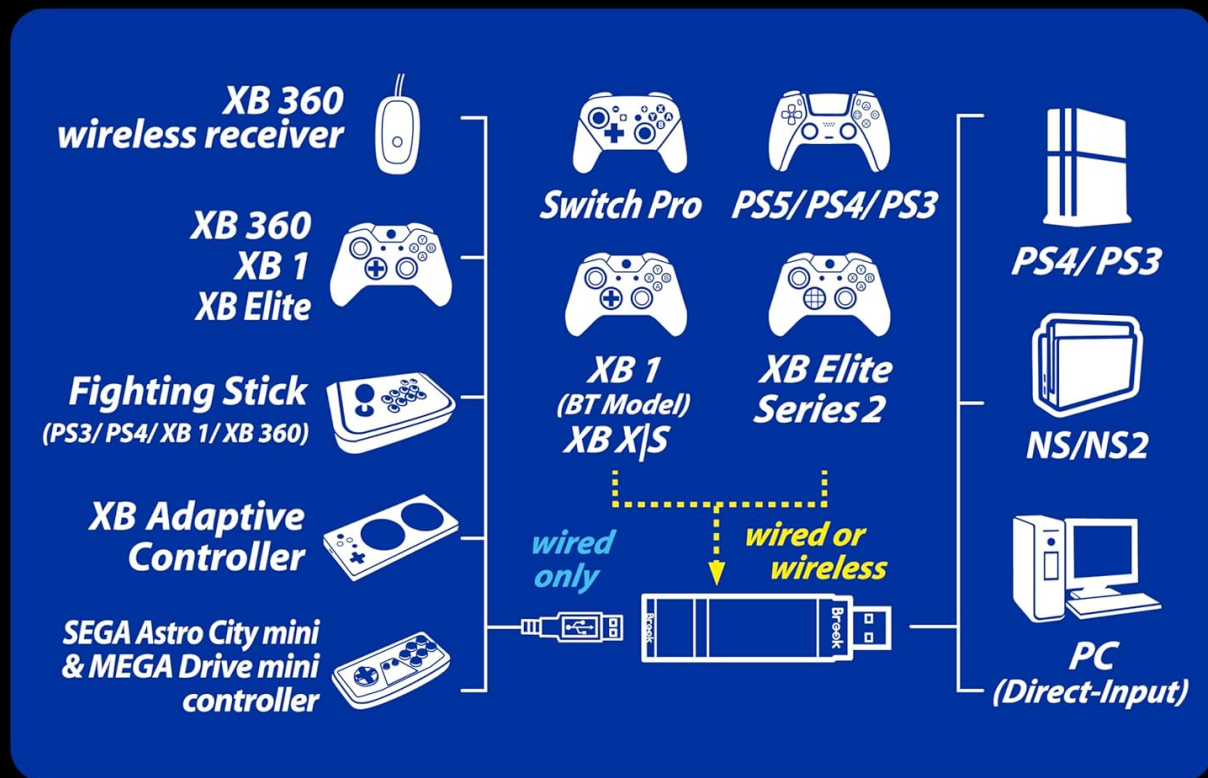 XB 360
wireless receiver
XB 360
XB 1
XB Elite
Fighting Stick
(PS3/ PS4/ XB 1/ XB 360)
XB Adaptive
Controller
SEGA Astro City mini
& MEGA Drive mini
controller
Switch Pro
PS5/ PS4/ PS3
XB 1
(BT Model)
XB X|S
XB Elite
Series 2
wired
only
wired or
wireless
Brook
Brook
PS4/ PS3
NS/NS2
PC
(Direct-Input)